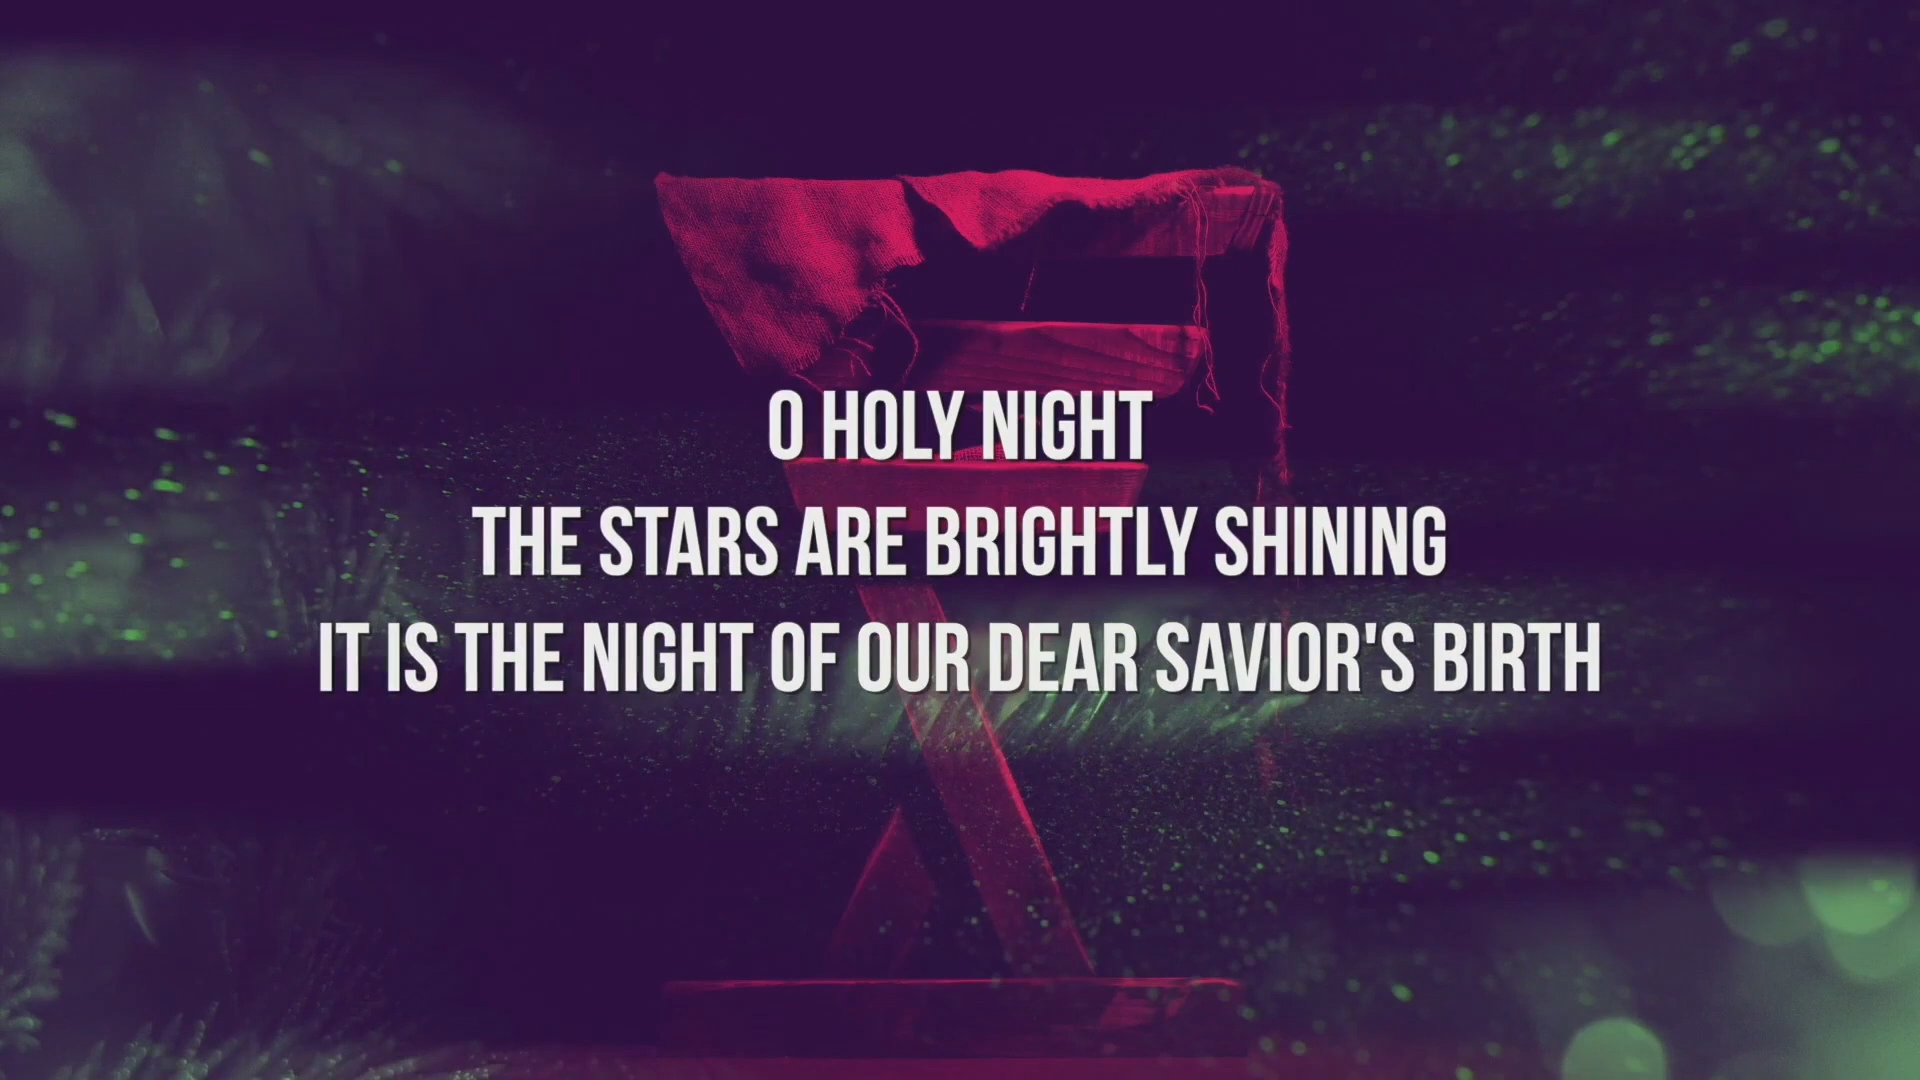 O HOLY NIGHT
THE STARS ARE BRIGHTLY SHINING
IT IS THE NIGHT OF OUR DEAR SAVIOR'S BIRTH